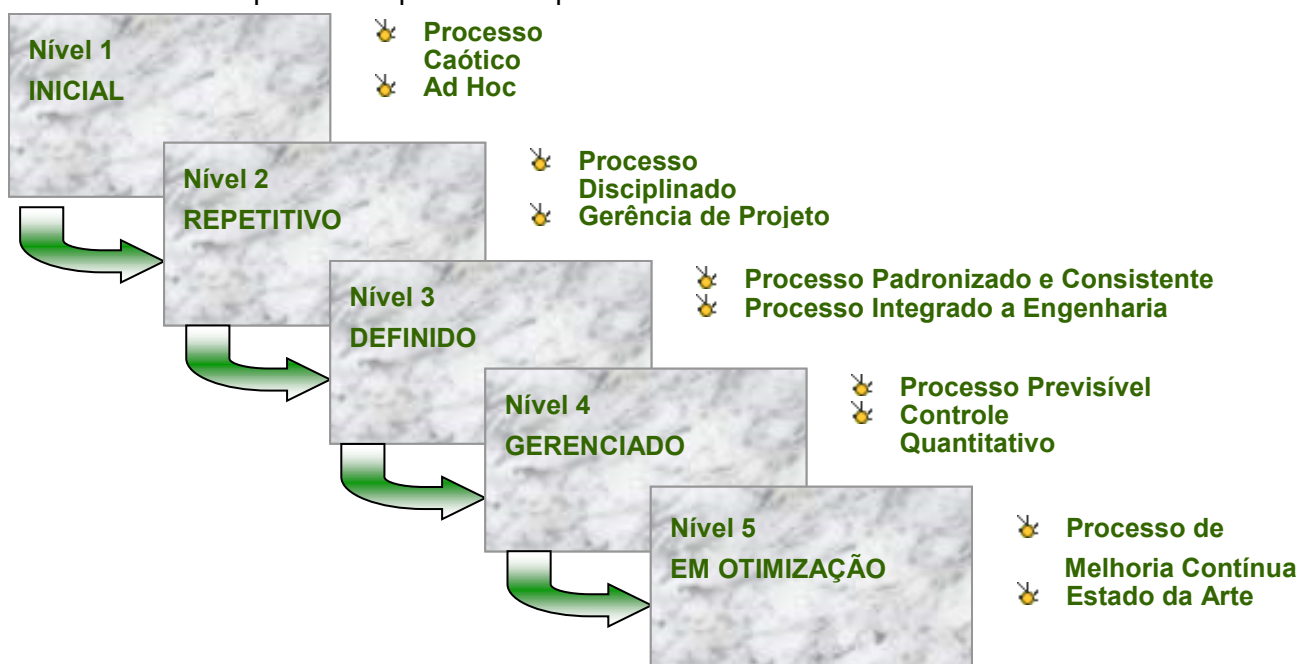 Nível 1
INICIAL
Processo
Caótico
Ad Hoc
Nível 2
REPETITIVO
Processo
Disciplinado
Gerência de Projeto
Nível 3
DEFINIDO
Processo Padronizado e Consistente
Processo Integrado a Engenharia
Nível 4
GERENCIADO
Processo Previsível
Controle
Quantitativo
Nível 5
EM OTIMIZAÇÃO
Processo de
Melhoria Contínua
Estado da Arte